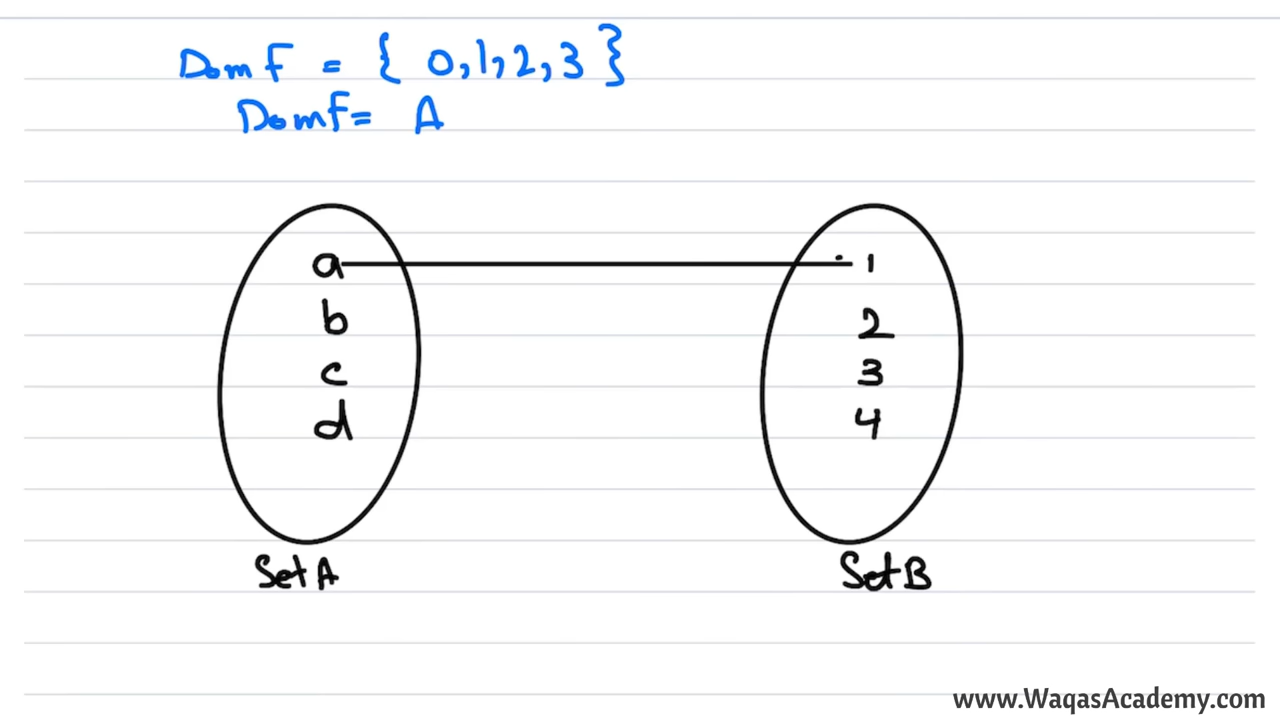 Dom F = { 0, 1, 2, 3 }
Dom F = A
a 1
b 2
c 3
d 4
Set A Set B
www.WaqasAcademy.com